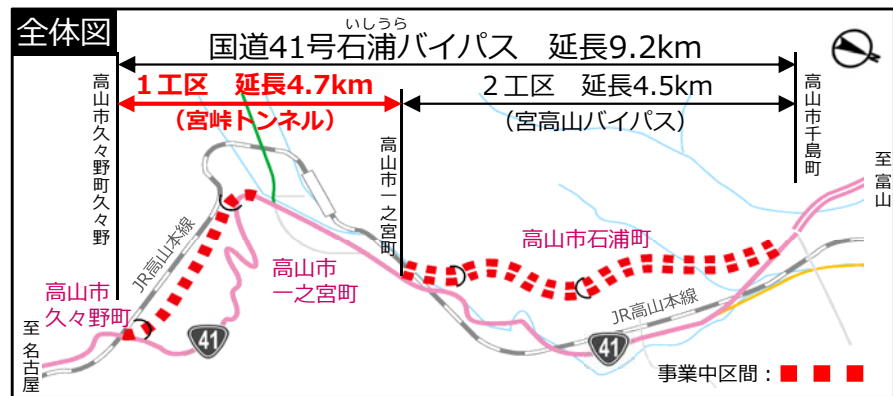 全体図
いしうら
国道41号石浦バイパス 延長9.2km
1工区 延長4.7km
(宮峠トンネル)
2工区 延長4.5km
(宮高山バイパス)
高山市久々野町久々野
高山市一之宮町
高山市千島町
至 富山
JR高山本線
高山市
久々野町
高山市
一之宮町
高山市石浦町
JR高山本線
至 名古屋
41
41
事業中区間: